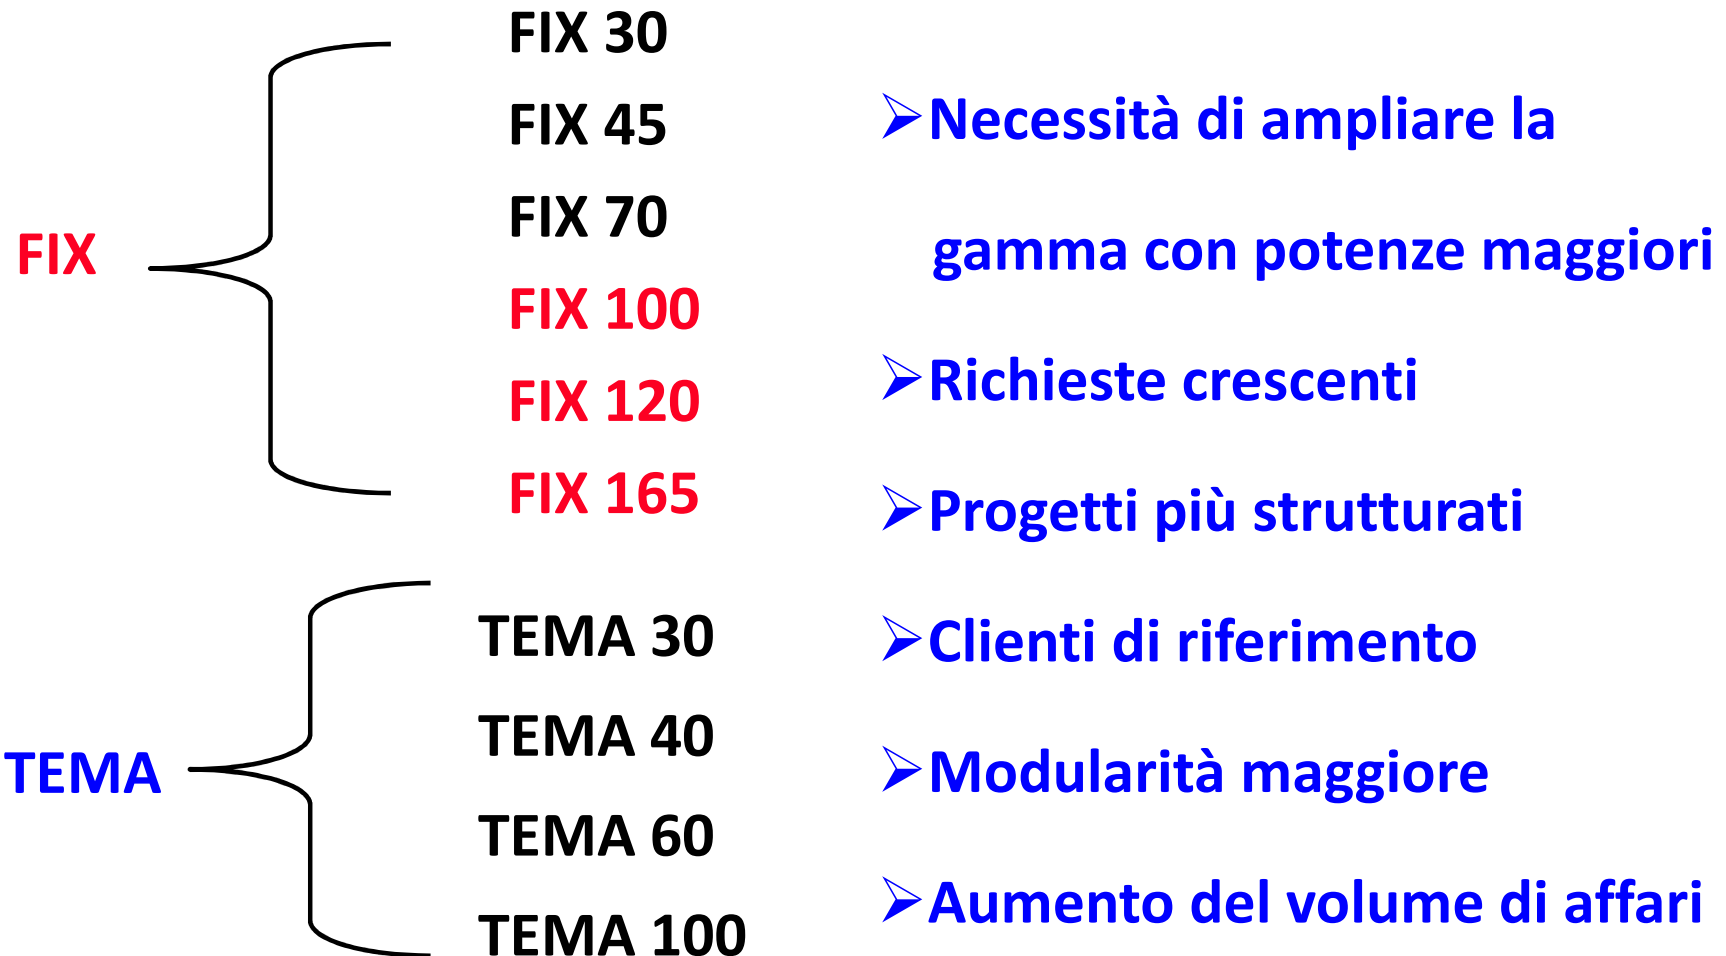 FIX
FIX 30
FIX 45
FIX 70
FIX 100
FIX 120
FIX 165
TEMA
TEMA 30
TEMA 40
TEMA 60
TEMA 100
➢Necessità di ampliare la
gamma con potenze maggiori
➢Richieste crescenti
➢Progetti più strutturati
➢Clienti di riferimento
➢Modularità maggiore
➢Aumento del volume di affari